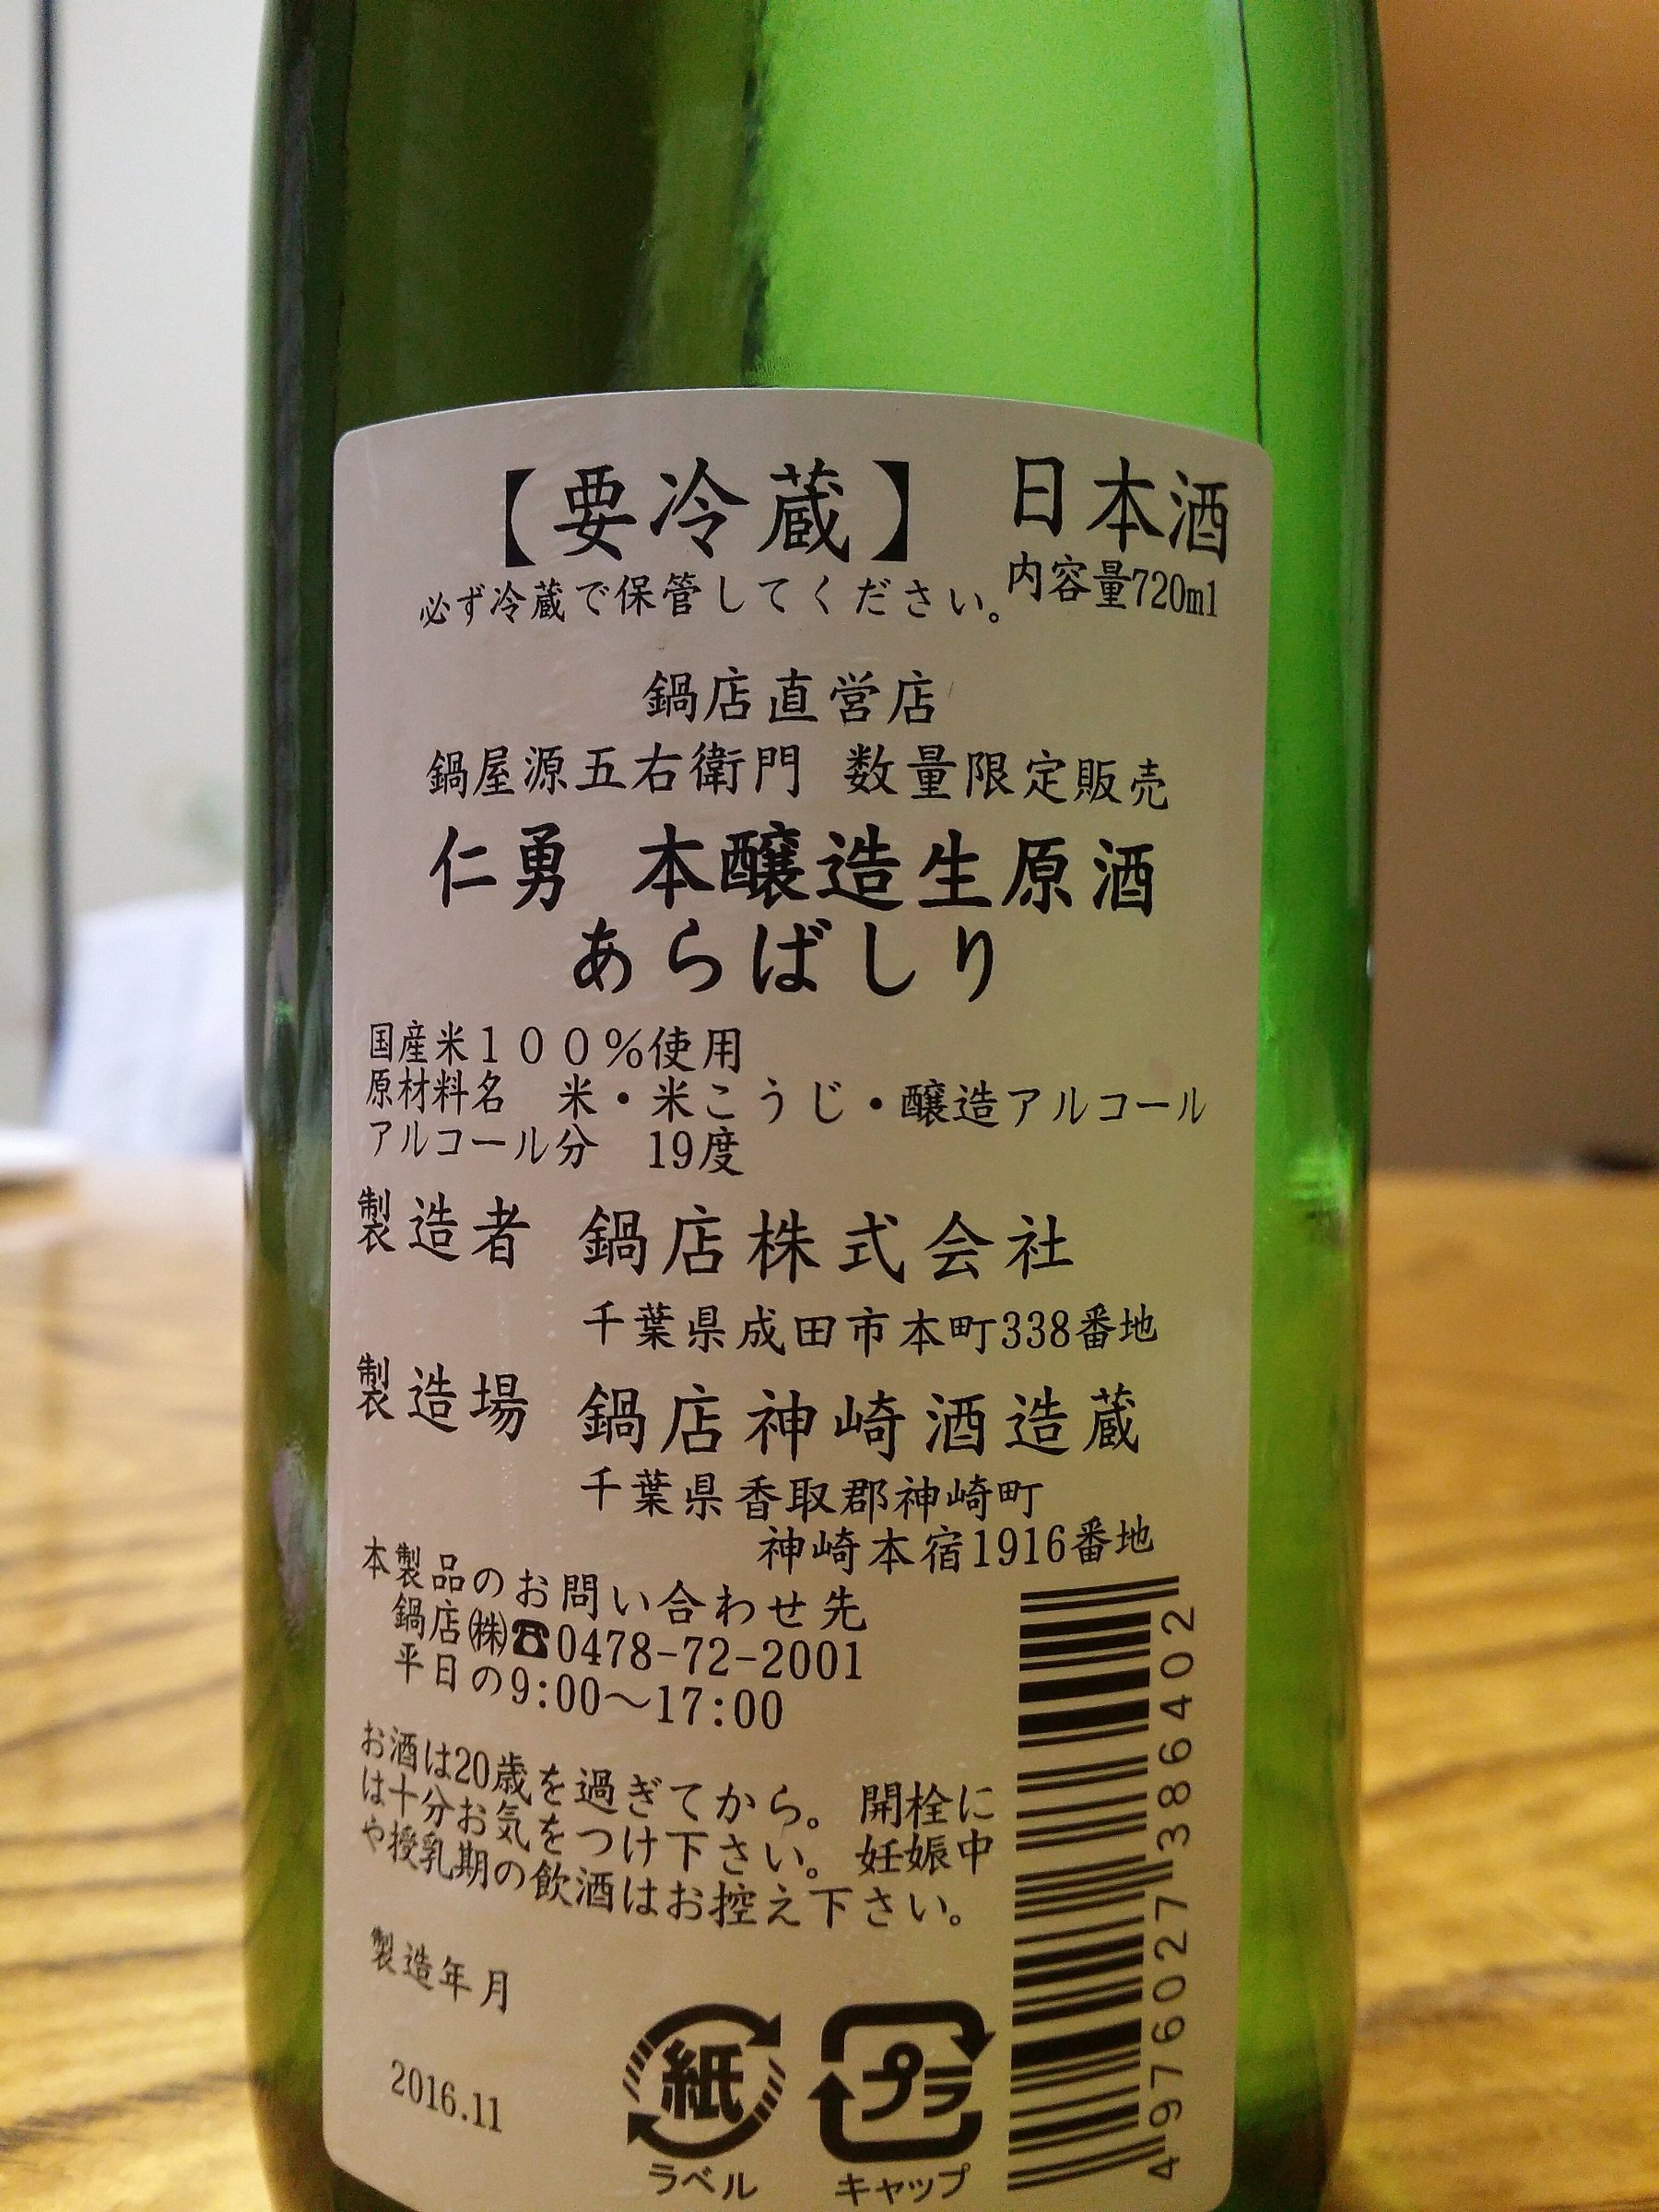 【要冷蔵】 日本酒
必ず冷蔵で保管してください。 内容量720ml
鍋店直営店
鍋屋源五右衛門 数量限定販売
仁勇 本醸造生原酒
あらばしり
国産米１００％使用
原材料名 米・米こうじ・醸造アルコール
アルコール分 19度
製造者 鍋店株式会社
千葉県成田市本町338番地
製造場 鍋店神崎酒造蔵
千葉県香取郡神崎町
神崎本宿1916番地
本製品のお問い合わせ先
鍋店㈱☎0478-72-2001
平日の9:00〜17:00
お酒は20歳を過ぎてから。開栓に
は十分お気をつけ下さい。妊娠中
や授乳期の飲酒はお控え下さい。
製造年月
2016.11
紙
ラベル
プラ
キャップ
4976027386402